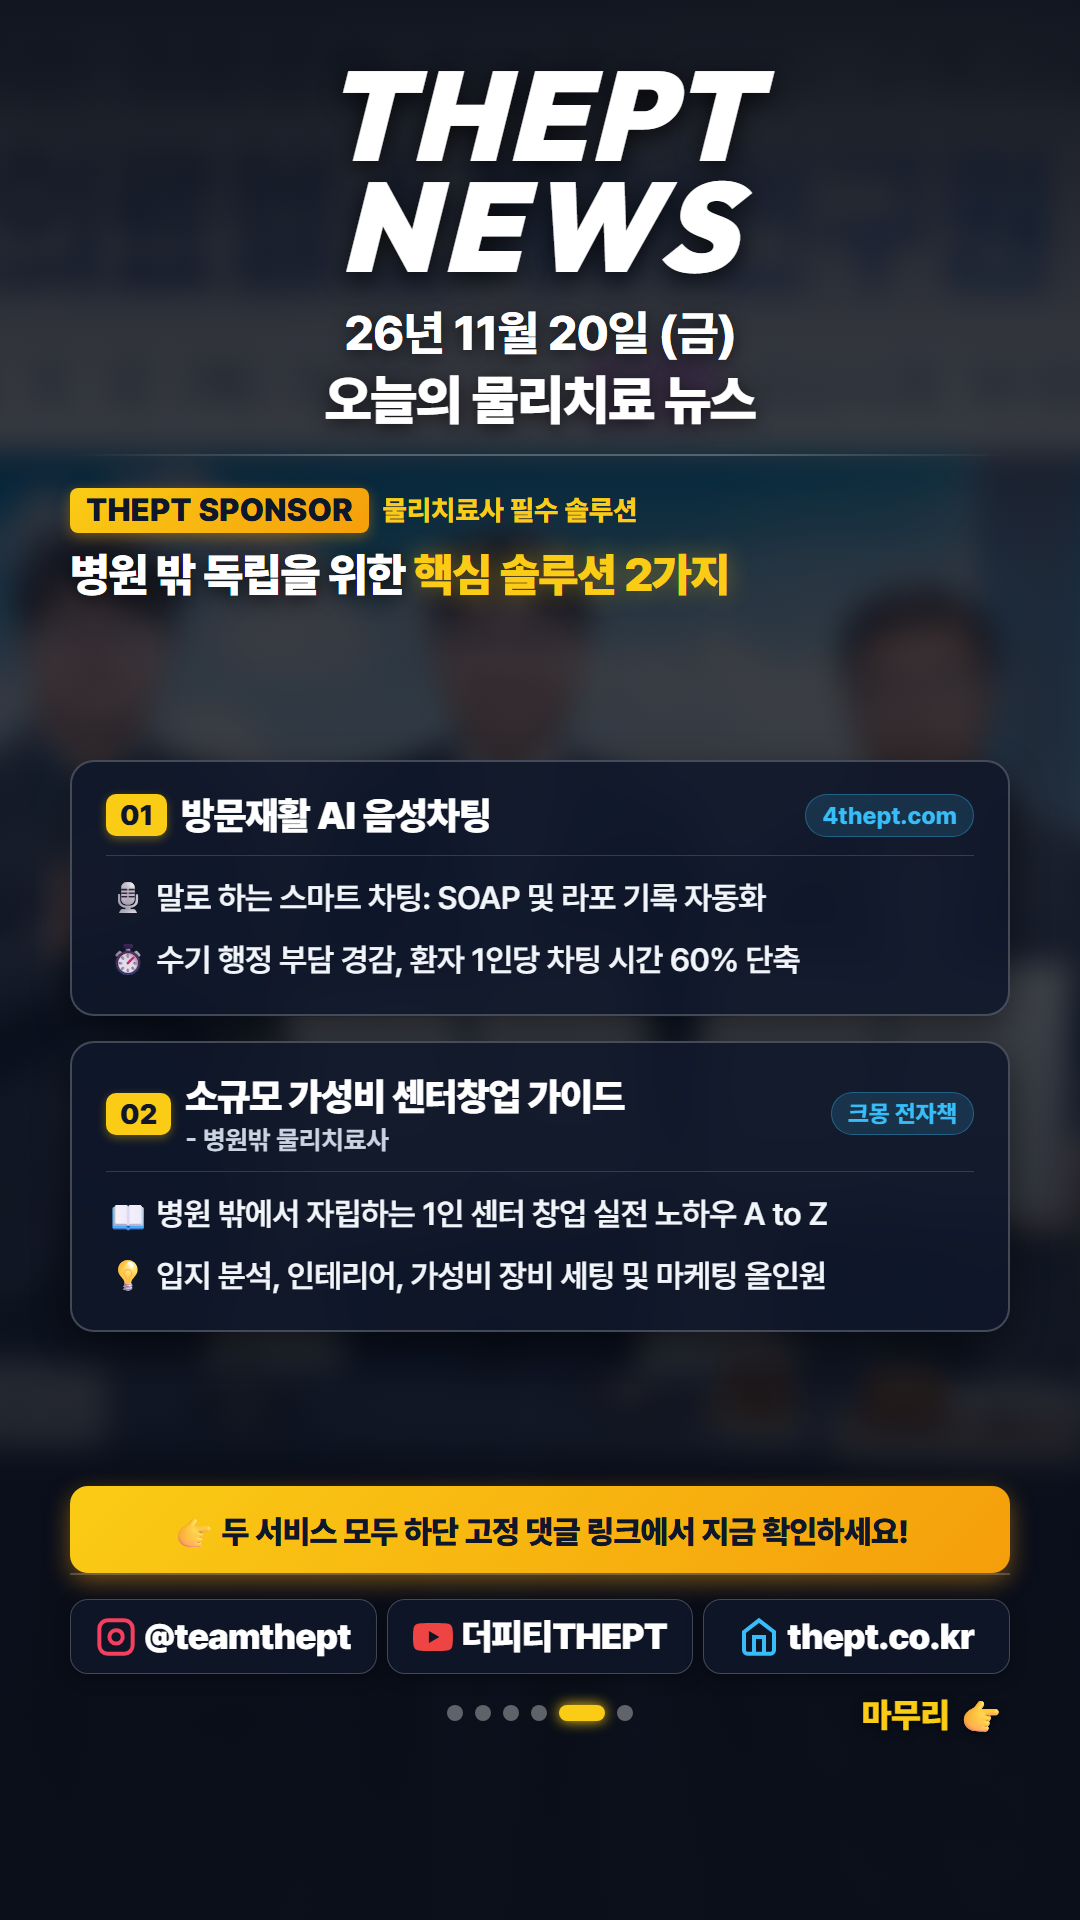 THEPT
NEWS
26년 11월 20일 (금)
오늘의 물리치료 뉴스
THEPT SPONSOR 물리치료사 필수 솔루션
병원 밖 독립을 위한 핵심 솔루션 2가지
01 방문재활 AI 음성차팅 4thept.com
말로 하는 스마트 차팅: SOAP 및 라포 기록 자동화
수기 행정 부담 경감, 환자 1인당 차팅 시간 60% 단축
02 소규모 가성비 센터창업 가이드 크몽 전자책
- 병원밖 물리치료사
병원 밖에서 자립하는 1인 센터 창업 실전 노하우 A to Z
입지 분석, 인테리어, 가성비 장비 세팅 및 마케팅 올인원
두 서비스 모두 하단 고정 댓글 링크에서 지금 확인하세요!
@teamthept 더피티THEPT thept.co.kr
마무리